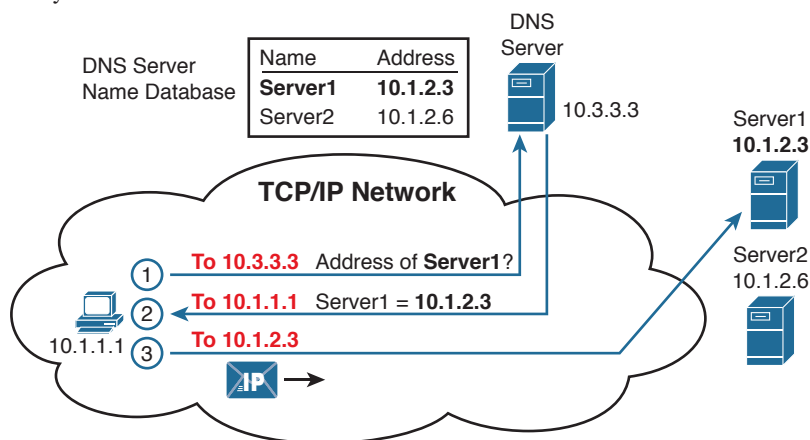 DNS Server
Name Database
Name Address
Server1 10.1.2.3
Server2 10.1.2.6
DNS
Server
10.3.3.3
Server1
10.1.2.3
TCP/IP Network
1 To 10.3.3.3 Address of Server1?
2 To 10.1.1.1 Server1 = 10.1.2.3
10.1.1.1
3 To 10.1.2.3
IP
Server2
10.1.2.6